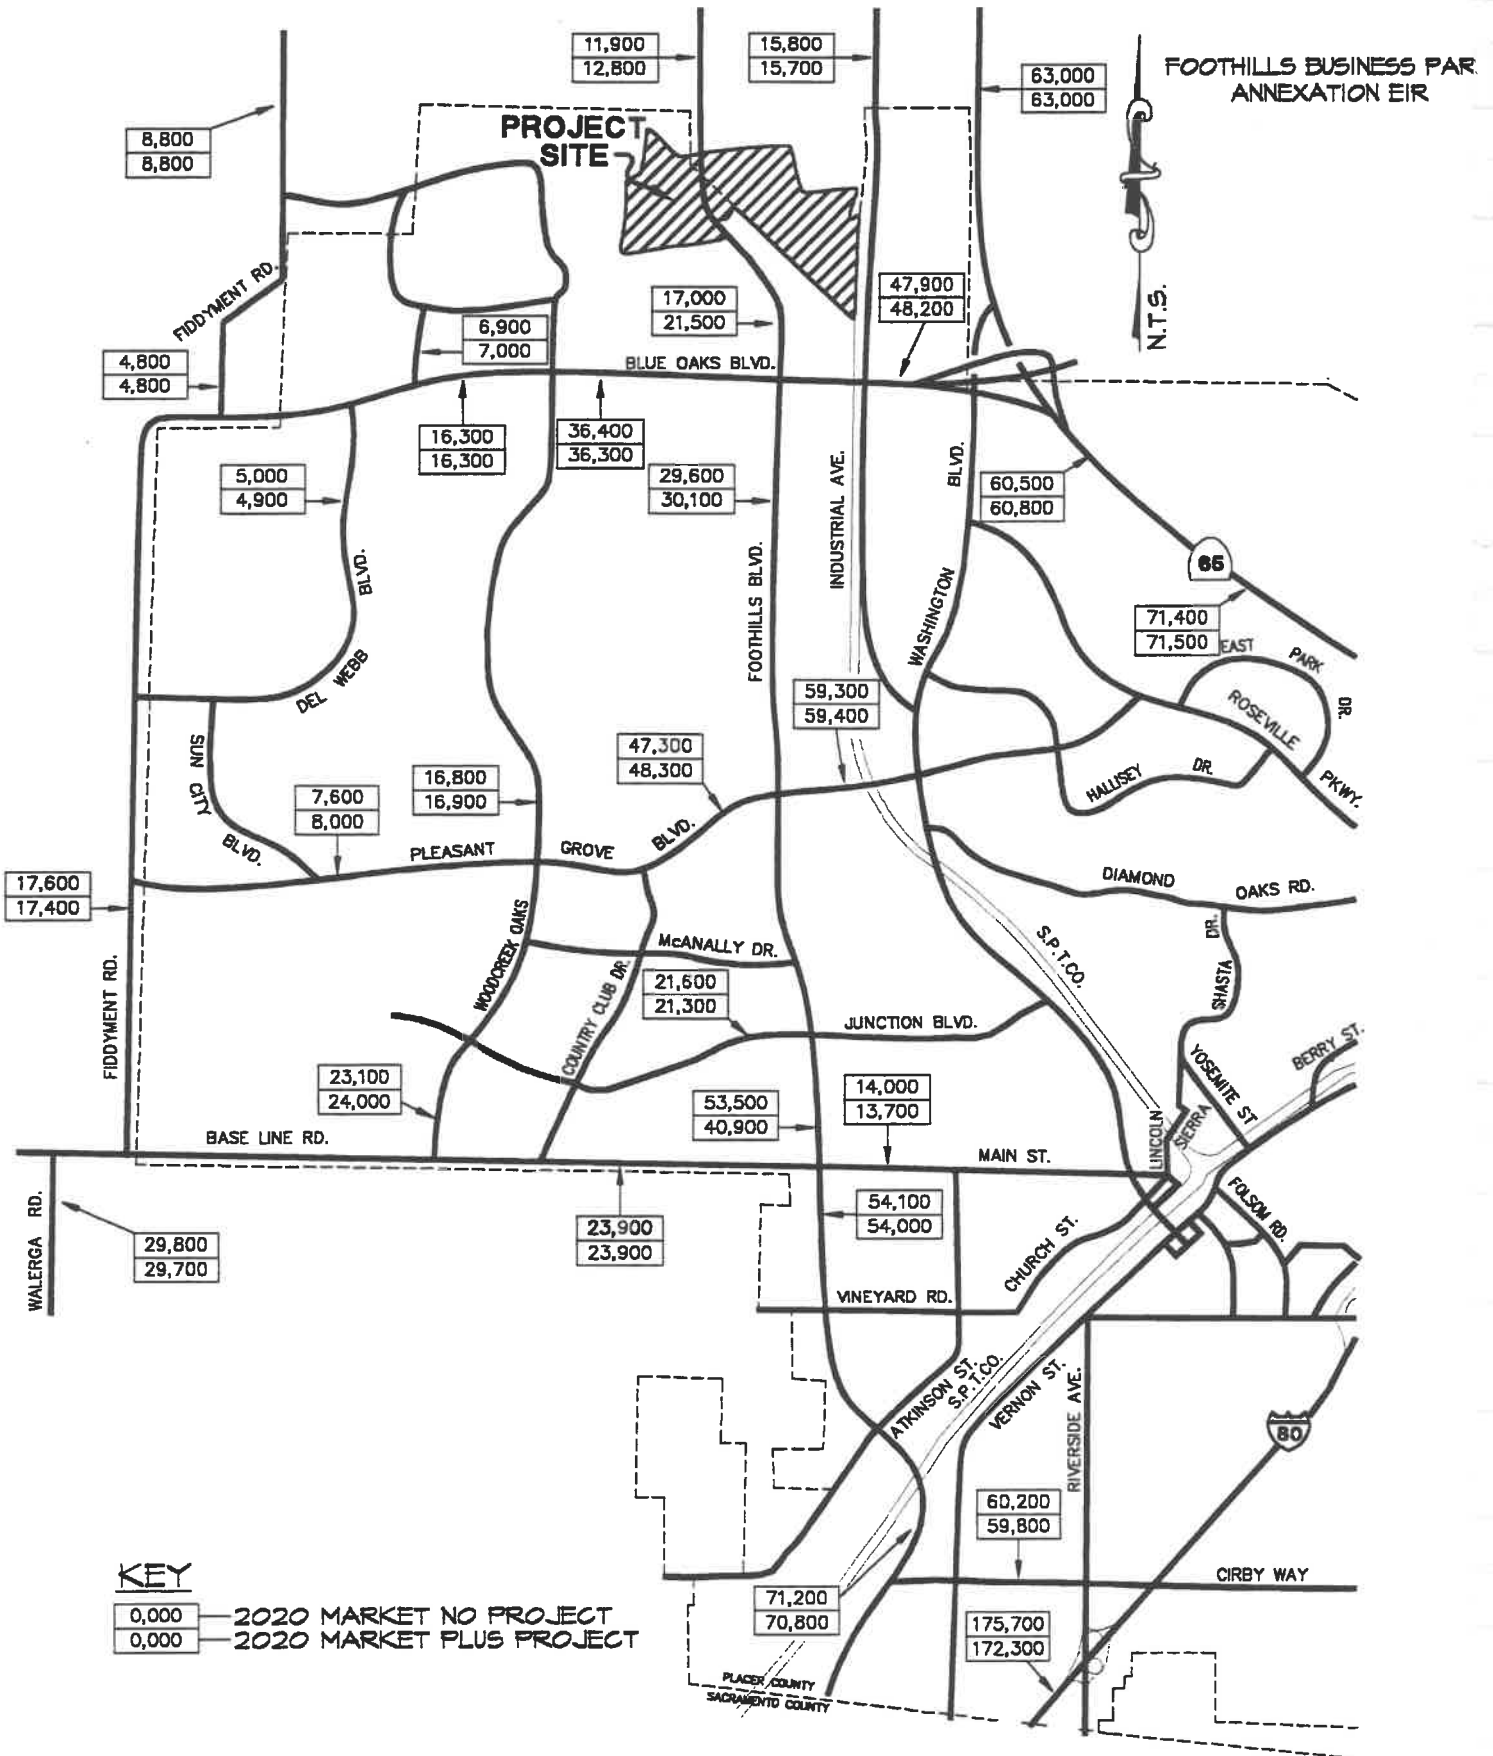 FOOTHILLS BUSINESS PAR
ANNEXATION EIR
N.T.S.
11,900
12,800
15,800
15,700
63,000
63,000
8,800
8,800
PROJECT
SITE
FIDDYMENT RD.
17,000
21,500
47,900
48,200
6,900
7,000
4,800
4,800
BLUE OAKS BLVD.
16,300
16,300
36,400
36,300
5,000
4,900
29,600
30,100
INDUSTRIAL AVE.
BLVD.
60,500
60,800
65
BLVD.
FOOTHILLS BLVD.
WASHINGTON
71,400
71,500
EAST
PARK
DR.
DEL WEBB
59,300
59,400
ROSEVILLE
PKWY.
SUN CITY
BLVD.
47,300
48,300
16,800
16,900
HALLISEY
DR.
7,600
8,000
PLEASANT
GROVE
BLVD.
17,600
17,400
DIAMOND
OAKS RD.
WOODCREEK OAKS
McANALLY DR.
S.P.T.CO.
DR.
SHASTA
FIDDYMENT RD.
COUNTRY CLUB DR.
21,600
21,300
JUNCTION BLVD.
YOSEMITE ST
BERRY ST.
23,100
24,000
53,500
40,900
14,000
13,700
LINCOLN
SIERRA
BASE LINE RD.
MAIN ST.
WALERGA RD.
29,800
29,700
23,900
23,900
54,100
54,000
CHURCH ST.
FOLSOM RD.
VINEYARD RD.
ATKINSON ST.
S.P.T.CO.
VERNON ST.
RIVERSIDE AVE.
80
60,200
59,800
CIRBY WAY
71,200
70,800
175,700
172,300
KEY
0,000 2020 MARKET NO PROJECT
0,000 2020 MARKET PLUS PROJECT
PLACER COUNTY
SACRAMENTO COUNTY